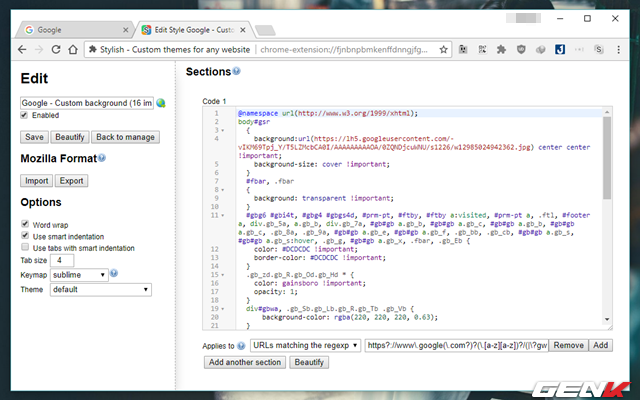 Google
Edit Style Google - Custo
Stylish - Custom themes for any website | chrome-extension://fjnbnpbmkenffdnngjfg...
Edit
Google - Custom background (16 im
Enabled
Save Beautify Back to manage
Mozilla Format
Import Export
Options
Word wrap
Use smart indentation
Use tabs with smart indentation
Tab size 4
Keymap sublime
Theme default
Sections
Code 1
1 @namespace url(http://www.w3.org/1999/xhtml);
2 body#gsr
3 {
4 background:url(https://lh5.googleusercontent.com/-
center center
!important;
5 background-size: cover !important;
6 }
7 #fbar, .fbar
8 {
9 background: transparent !important;
10 }
11 #gbg6 #gbi4t, #gbg4 #gbgs4d, #prm-pt, #ftby, #ftby a:visited, #prm-pt a, .ftl, #footer
a, div.gb_5a, a.gb_b, div.gb_7a, #gb#gb a.gb_b, #gb#gb a.gb_c, #gb#gb a.gb_b, #gb#gb
a.gb_c, .gb_8a, .gb_9a, #gb#gb a.gb_e, #gb#gb a.gb_f, .gb_bb, .gb_cb, #gb#gb a.gb_s,
#gb#gb a.gb_s:hover, .gb_g, #gb#gb a.gb_x, .fbar, .gb_Eb {
12 color: #DCDCDC !important;
13 border-color: #DCDCDC !important;
14 }
15 .gb_zd.gb_R.gb_Od.gb_Hd * {
16 color: gainsboro !important;
17 opacity: 1;
18 }
19 div#gbwa, .gb_Sb.gb_Lb.gb_R.gb_Tb .gb_Vb {
20 background-color: rgba(220, 220, 220, 0.63);
21 }
Applies to URLs matching the regexp https?://www\.google(\.com?)?(\.[a-z][a-z])?/(|\?gw Remove Add
Add another section Beautify
GENK